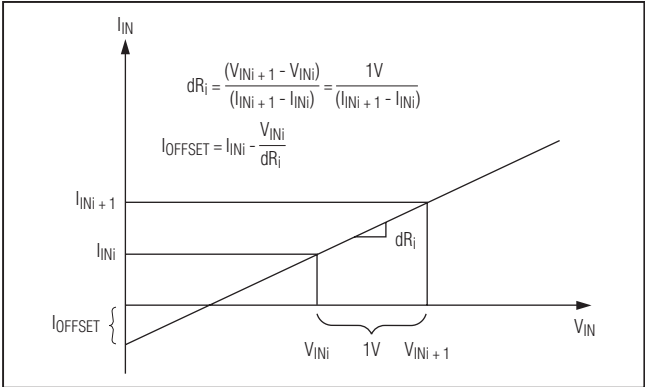 I_IN
dR_i = (V_INi + 1 - V_INi) / (I_INi + 1 - I_INi) = 1V / (I_INi + 1 - I_INi)
I_OFFSET = I_INi - V_INi / dR_i
I_INi + 1
I_INi
dR_i
I_OFFSET
V_IN
V_INi 1V V_INi + 1